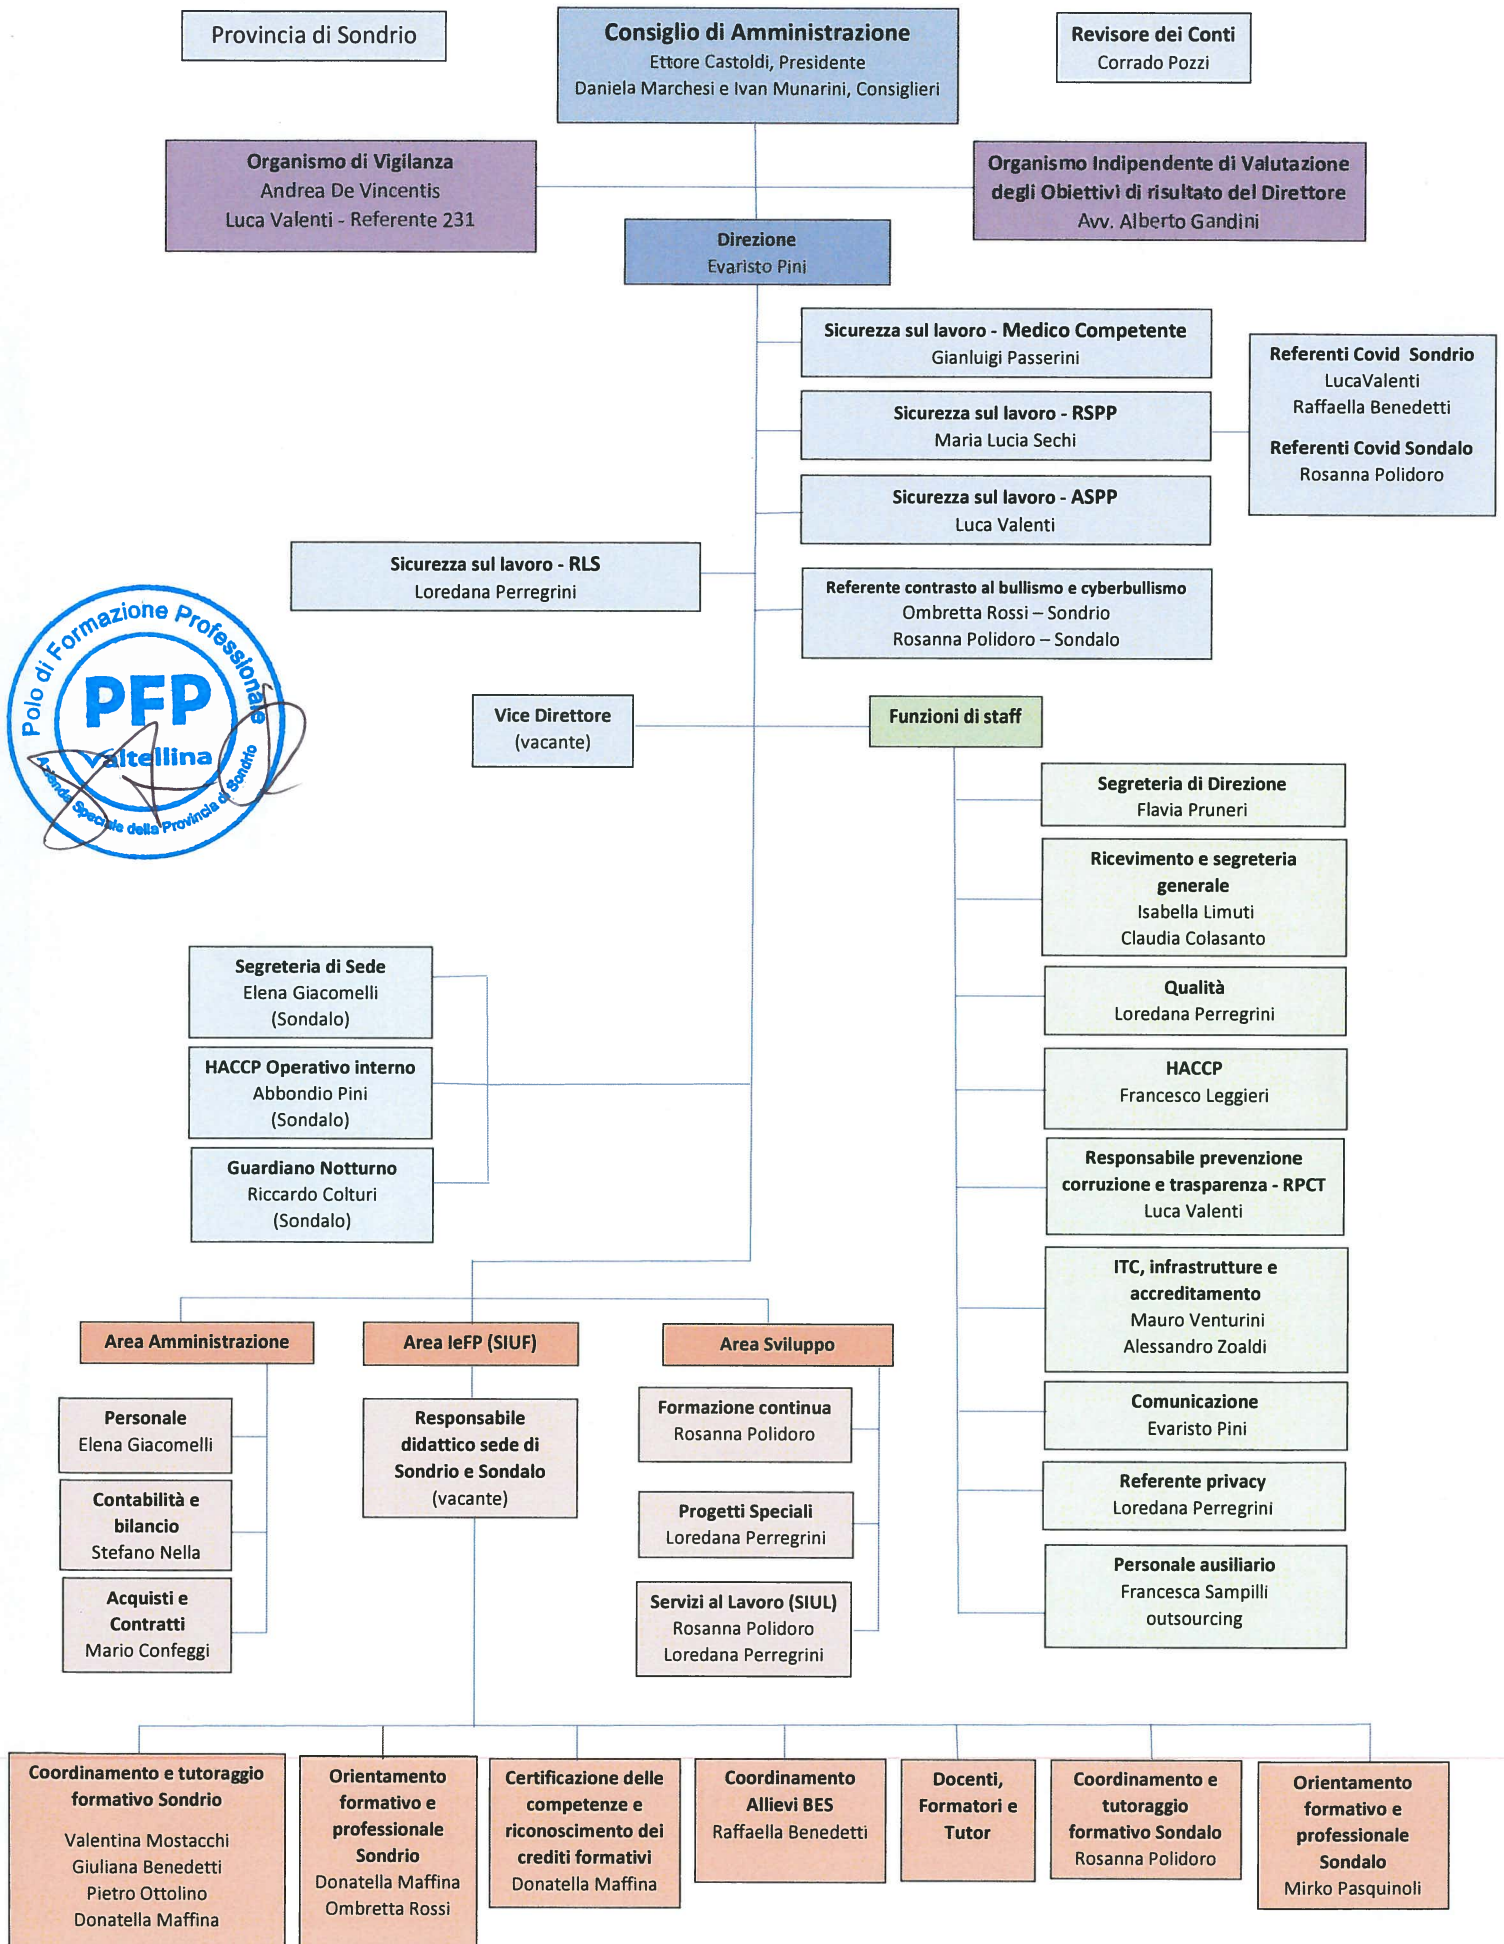 Provincia di Sondrio
Consiglio di Amministrazione
Ettore Castoldi, Presidente
Daniela Marchesi e Ivan Munarini, Consiglieri
Revisore dei Conti
Corrado Pozzi
Organismo di Vigilanza
Andrea De Vincentis
Luca Valenti - Referente 231
Organismo Indipendente di Valutazione
degli Obiettivi di risultato del Direttore
Avv. Alberto Gandini
Direzione
Evaristo Pini
Sicurezza sul lavoro - Medico Competente
Gianluigi Passerini
Sicurezza sul lavoro - RSPP
Maria Lucia Sechi
Referenti Covid Sondrio
LucaValenti
Raffaella Benedetti
Referenti Covid Sondalo
Rosanna Polidoro
Sicurezza sul lavoro - ASPP
Luca Valenti
Sicurezza sul lavoro - RLS
Loredana Perregrini
Referente contrasto al bullismo e cyberbullismo
Ombretta Rossi – Sondrio
Rosanna Polidoro – Sondalo
Polo di Formazione Professionale
PFP
Valtellina
Azienda Speciale della Provincia di Sondrio
Vice Direttore
(vacante)
Funzioni di staff
Segreteria di Direzione
Flavia Pruneri
Ricevimento e segreteria
generale
Isabella Limuti
Claudia Colasanto
Qualità
Loredana Perregrini
HACCP
Francesco Leggieri
Responsabile prevenzione
corruzione e trasparenza - RPCT
Luca Valenti
ITC, infrastrutture e
accreditamento
Mauro Venturini
Alessandro Zoaldi
Comunicazione
Evaristo Pini
Referente privacy
Loredana Perregrini
Personale ausiliario
Francesca Sampilli
outsourcing
Segreteria di Sede
Elena Giacomelli
(Sondalo)
HACCP Operativo interno
Abbondio Pini
(Sondalo)
Guardiano Notturno
Riccardo Colturi
(Sondalo)
Area Amministrazione
Personale
Elena Giacomelli
Contabilità e
bilancio
Stefano Nella
Acquisti e
Contratti
Mario Confeggi
Area IeFP (SIUF)
Responsabile
didattico sede di
Sondrio e Sondalo
(vacante)
Area Sviluppo
Formazione continua
Rosanna Polidoro
Progetti Speciali
Loredana Perregrini
Servizi al Lavoro (SIUL)
Rosanna Polidoro
Loredana Perregrini
Coordinamento e tutoraggio
formativo Sondrio
Valentina Mostacchi
Giuliana Benedetti
Pietro Ottolino
Donatella Maffina
Orientamento
formativo e
professionale
Sondrio
Donatella Maffina
Ombretta Rossi
Certificazione delle
competenze e
riconoscimento dei
crediti formativi
Donatella Maffina
Coordinamento
Allievi BES
Raffaella Benedetti
Docenti,
Formatori e
Tutor
Coordinamento e
tutoraggio
formativo Sondalo
Rosanna Polidoro
Orientamento
formativo e
professionale
Sondalo
Mirko Pasquinoli